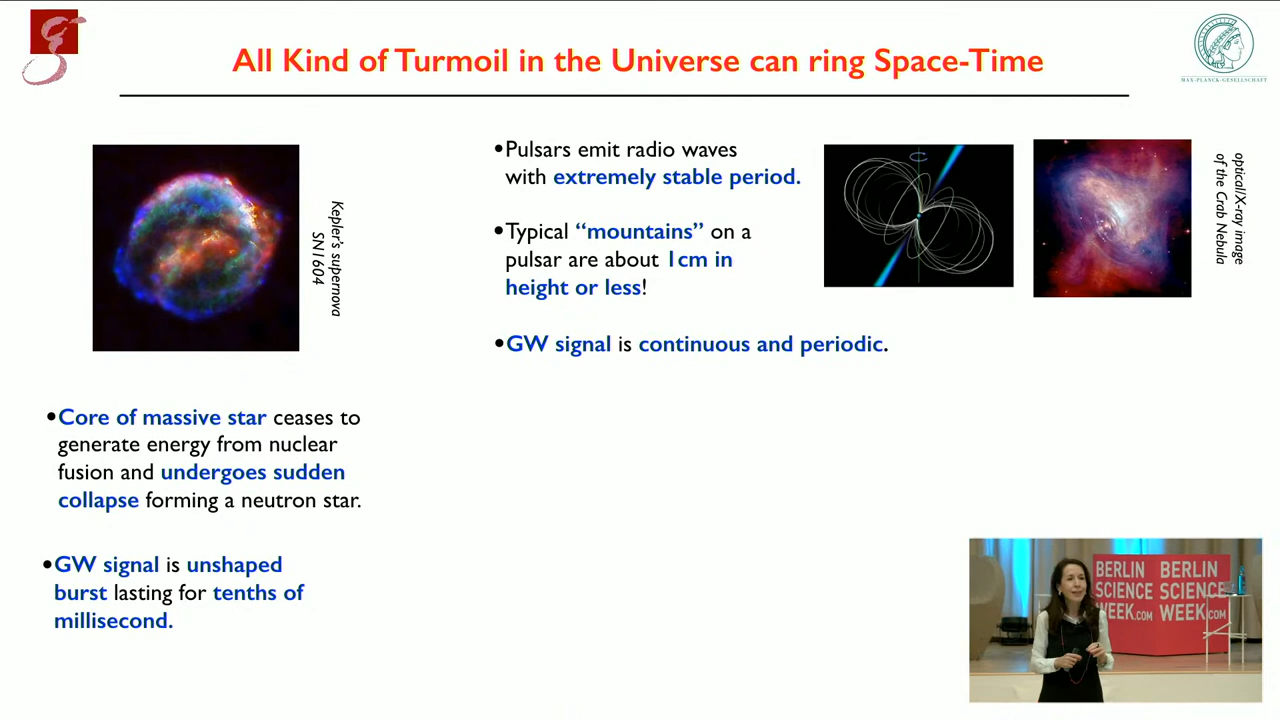 All Kind of Turmoil in the Universe can ring Space-Time
MAX-PLANCK-GESELLSCHAFT
Kepler's supernova
SN1604
•Core of massive star ceases to
generate energy from nuclear
fusion and undergoes sudden
collapse forming a neutron star.
•GW signal is unshaped
burst lasting for tenths of
millisecond.
•Pulsars emit radio waves
with extremely stable period.
•Typical “mountains” on a
pulsar are about 1cm in
height or less!
•GW signal is continuous and periodic.
optical/X-ray image
of the Crab Nebula
BERLIN
SCIENCE
WEEK.COM
BERLIN
SCIENCE
WEEK.COM